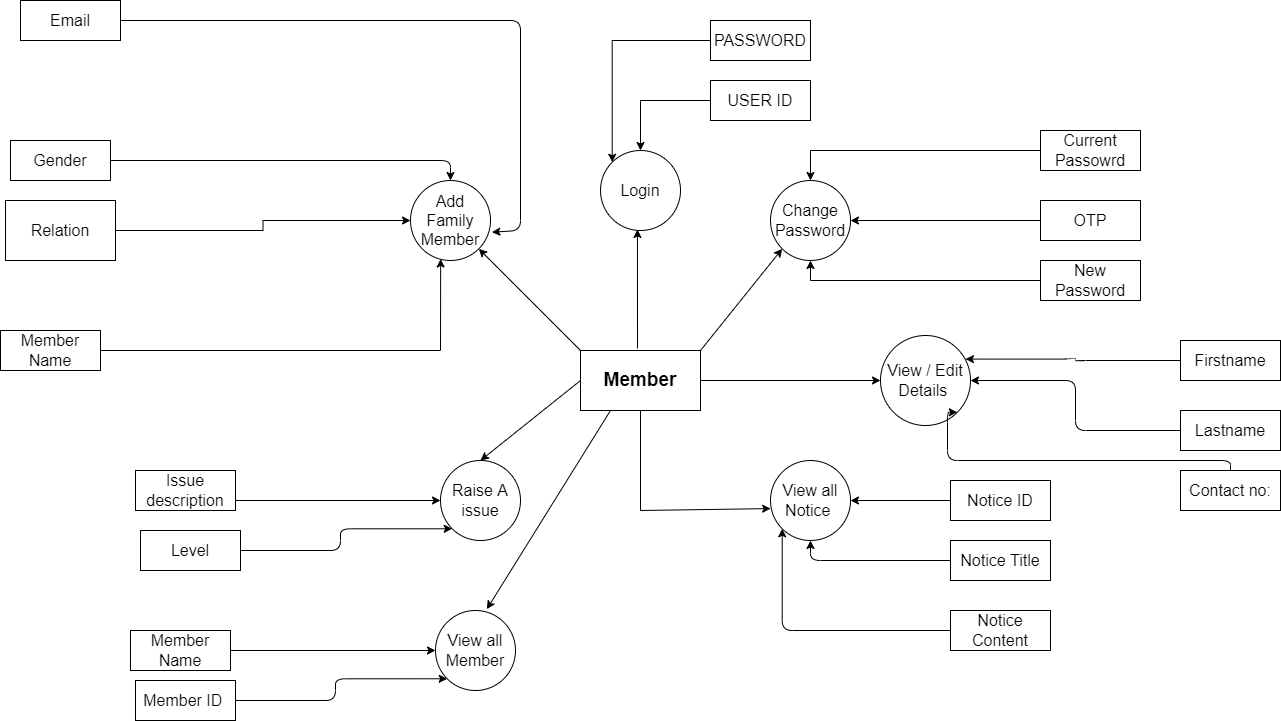 Email
PASSWORD
USER ID
Gender
Current
Passowrd
Login
Add
Family
Member
Change
Password
Relation
OTP
New
Password
Member
Name
Member
View / Edit
Details
Firstname
Lastname
Issue
description
Raise A
issue
View all
Notice
Notice ID
Contact no:
Level
Notice Title
Member
Name
View all
Member
Notice
Content
Member ID